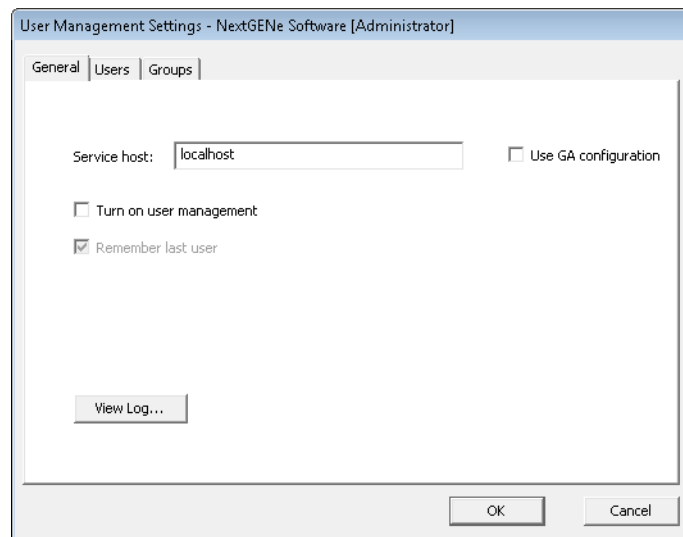 User Management Settings - NextGENe Software [Administrator]
General Users Groups
Service host: localhost Use GA configuration
Turn on user management
Remember last user
View Log...
OK Cancel